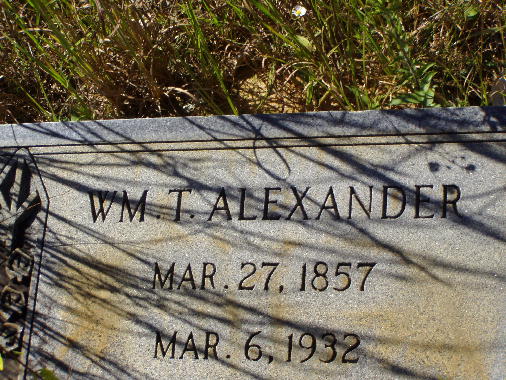 WM. T. ALEXANDER
MAR. 27, 1857
MAR. 6, 1932